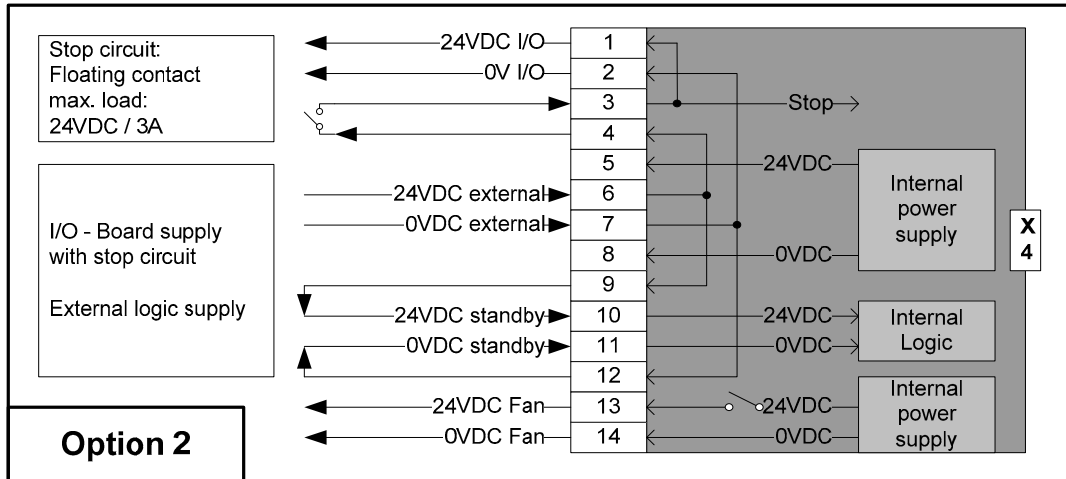 Stop circuit:
Floating contact
max. load:
24VDC / 3A
I/O - Board supply
with stop circuit
External logic supply
Option 2
24VDC I/O
0V I/O
24VDC external
0VDC external
24VDC standby
0VDC standby
24VDC Fan
0VDC Fan
1
2
3
4
5
6
7
8
9
10
11
12
13
14
Stop
24VDC
0VDC
24VDC
0VDC
24VDC
0VDC
Internal
power
supply
Internal
Logic
Internal
power
supply
X
4